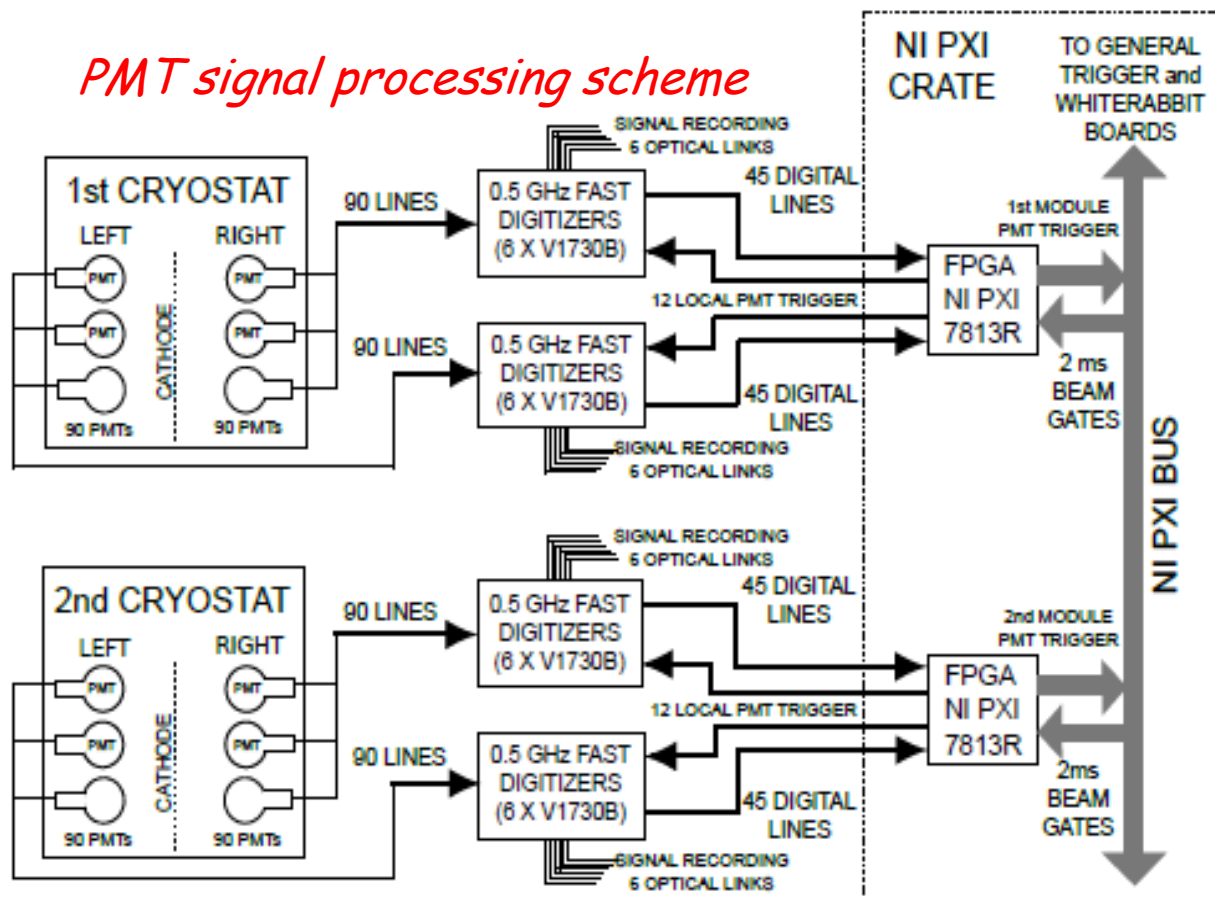 PMT signal processing scheme
NI PXI
CRATE
TO GENERAL
TRIGGER and
WHITERABBIT
BOARDS
1st CRYOSTAT
LEFT
RIGHT
PMT
PMT
PMT
PMT
CATHODE
90 PMTs
90 PMTs
90 LINES
90 LINES
SIGNAL RECORDING
6 OPTICAL LINKS
0.5 GHz FAST
DIGITIZERS
(6 X V1730B)
45 DIGITAL
LINES
12 LOCAL PMT TRIGGER
0.5 GHz FAST
DIGITIZERS
(6 X V1730B)
45 DIGITAL
LINES
SIGNAL RECORDING
6 OPTICAL LINKS
FPGA
NI PXI
7813R
1st MODULE
PMT TRIGGER
2 ms
BEAM
GATES
NI PXI BUS
2nd CRYOSTAT
LEFT
RIGHT
PMT
PMT
PMT
PMT
CATHODE
90 PMTs
90 PMTs
90 LINES
90 LINES
SIGNAL RECORDING
6 OPTICAL LINKS
0.5 GHz FAST
DIGITIZERS
(6 X V1730B)
45 DIGITAL
LINES
12 LOCAL PMT TRIGGER
0.5 GHz FAST
DIGITIZERS
(6 X V1730B)
45 DIGITAL
LINES
SIGNAL RECORDING
6 OPTICAL LINKS
FPGA
NI PXI
7813R
2nd MODULE
PMT TRIGGER
2ms
BEAM
GATES